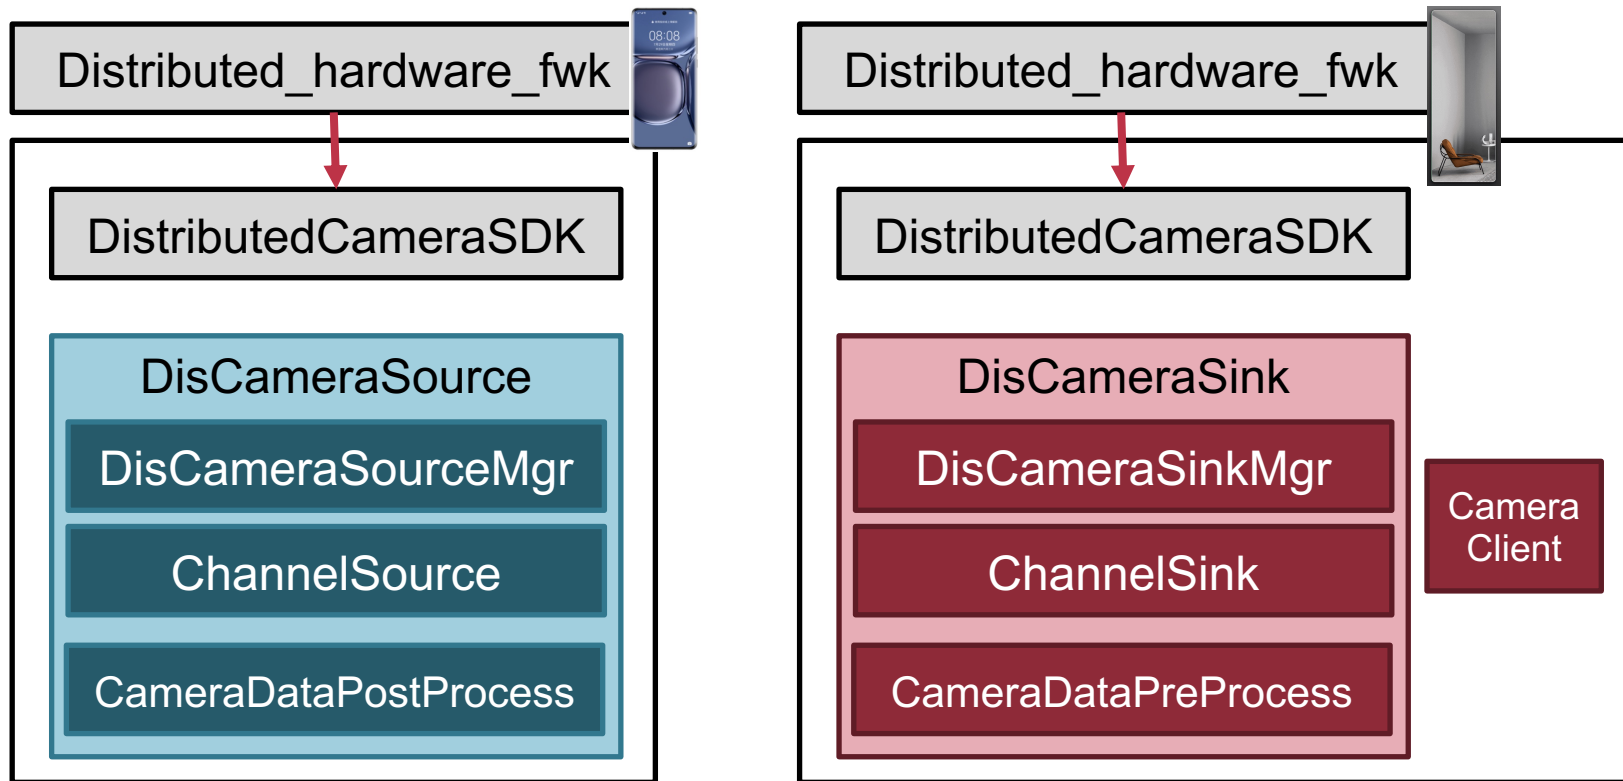 Distributed_hardware_fwk
08:08
DistributedCameraSDK
DisCameraSource
DisCameraSourceMgr
ChannelSource
CameraDataPostProcess
Distributed_hardware_fwk
DistributedCameraSDK
DisCameraSink
DisCameraSinkMgr
ChannelSink
CameraDataPreProcess
Camera
Client